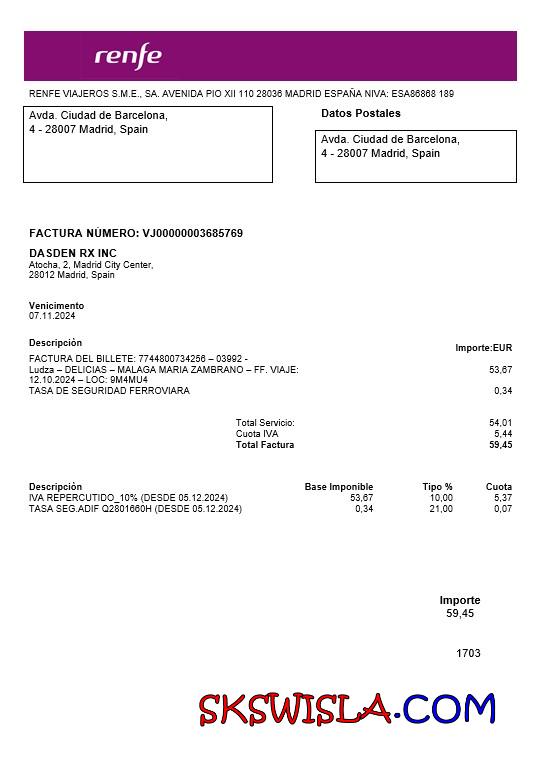 renfe
RENFE VIAJEROS S.M.E., SA. AVENIDA PIO XII 110 28036 MADRID ESPAÑA NIVA: ESA86868 189
Avda. Ciudad de Barcelona,
4 - 28007 Madrid, Spain
Datos Postales
Avda. Ciudad de Barcelona,
4 - 28007 Madrid, Spain
FACTURA NÚMERO: VJ00000003685769
DASDEN RX INC
Atocha, 2, Madrid City Center,
28012 Madrid, Spain
Venicimento
07.11.2024
Descripciòn Importe:EUR
FACTURA DEL BILLETE: 7744800734256 – 03992 -
Ludza – DELICIAS – MALAGA MARIA ZAMBRANO – FF. VIAJE: 53,67
12.10.2024 – LOC: 9M4MU4
TASA DE SEGURIDAD FERROVIARA 0,34
Total Servicio: 54,01
Cuota IVA 5,44
Total Factura 59,45
Descripciòn Base Imponible Tipo % Cuota
IVA REPERCUTIDO_10% (DESDE 05.12.2024) 53,67 10,00 5,37
TASA SEG.ADIF Q2801660H (DESDE 05.12.2024) 0,34 21,00 0,07
Importe
59,45
1703
SKSWISLA.COM